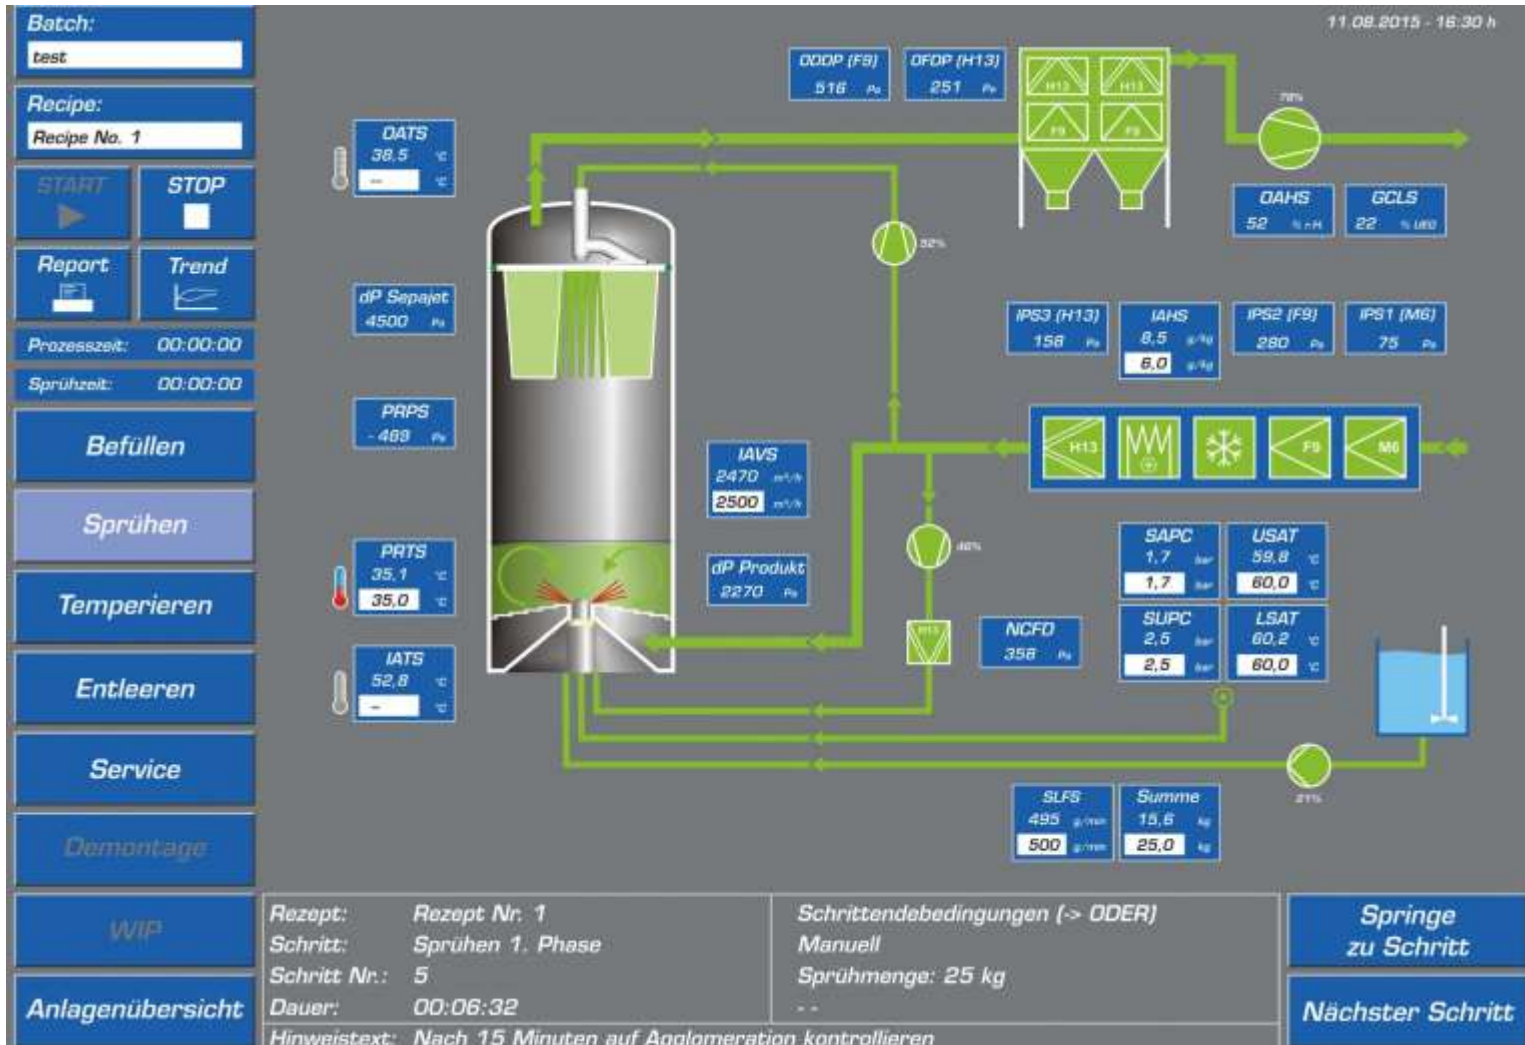 Batch:
test
Recipe:
Recipe No. 1
START
STOP
Report
Trend
Prozesszeit: 00:00:00
Sprühzeit: 00:00:00
Befüllen
Sprühen
Temperieren
Entleeren
Service
Demontage
WIP
Anlagenübersicht
11.08.2015 - 16:30 h
ODDP (F9)
516 Pa
OFDP (H13)
251 Pa
H13 H13
F9 F9
78%
OATS
38,5 °C
-- °C
92%
OAHS
52 % rH
GCLS
22 % UEG
dP Sepajet
4500 Pa
IPS3 (H13)
158 Pa
IAHS
8,5 g/kg
6,0 g/kg
IPS2 (F9)
280 Pa
IPS1 (M6)
75 Pa
PRPS
- 469 Pa
H13 F9 M6
IAVS
2470 m³/h
2500 m³/h
46%
PRTS
35,1 °C
35,0 °C
dP Produkt
2270 Pa
SAPC
1,7 bar
1,7 bar
USAT
59,8 °C
60,0 °C
SUPC
2,5 bar
2,5 bar
LSAT
60,2 °C
60,0 °C
H13
NCFD
358 Pa
IATS
52,8 °C
-- °C
21%
SLFS
495 g/min
500 g/min
Summe
15,6 kg
25,0 kg
Rezept: Rezept Nr. 1
Schritt: Sprühen 1. Phase
Schritt Nr.: 5
Dauer: 00:06:32
Hinweistext: Nach 15 Minuten auf Agglomeration kontrollieren
Schrittendebedingungen (-> ODER)
Manuell
Sprühmenge: 25 kg
- -
Springe
zu Schritt
Nächster Schritt